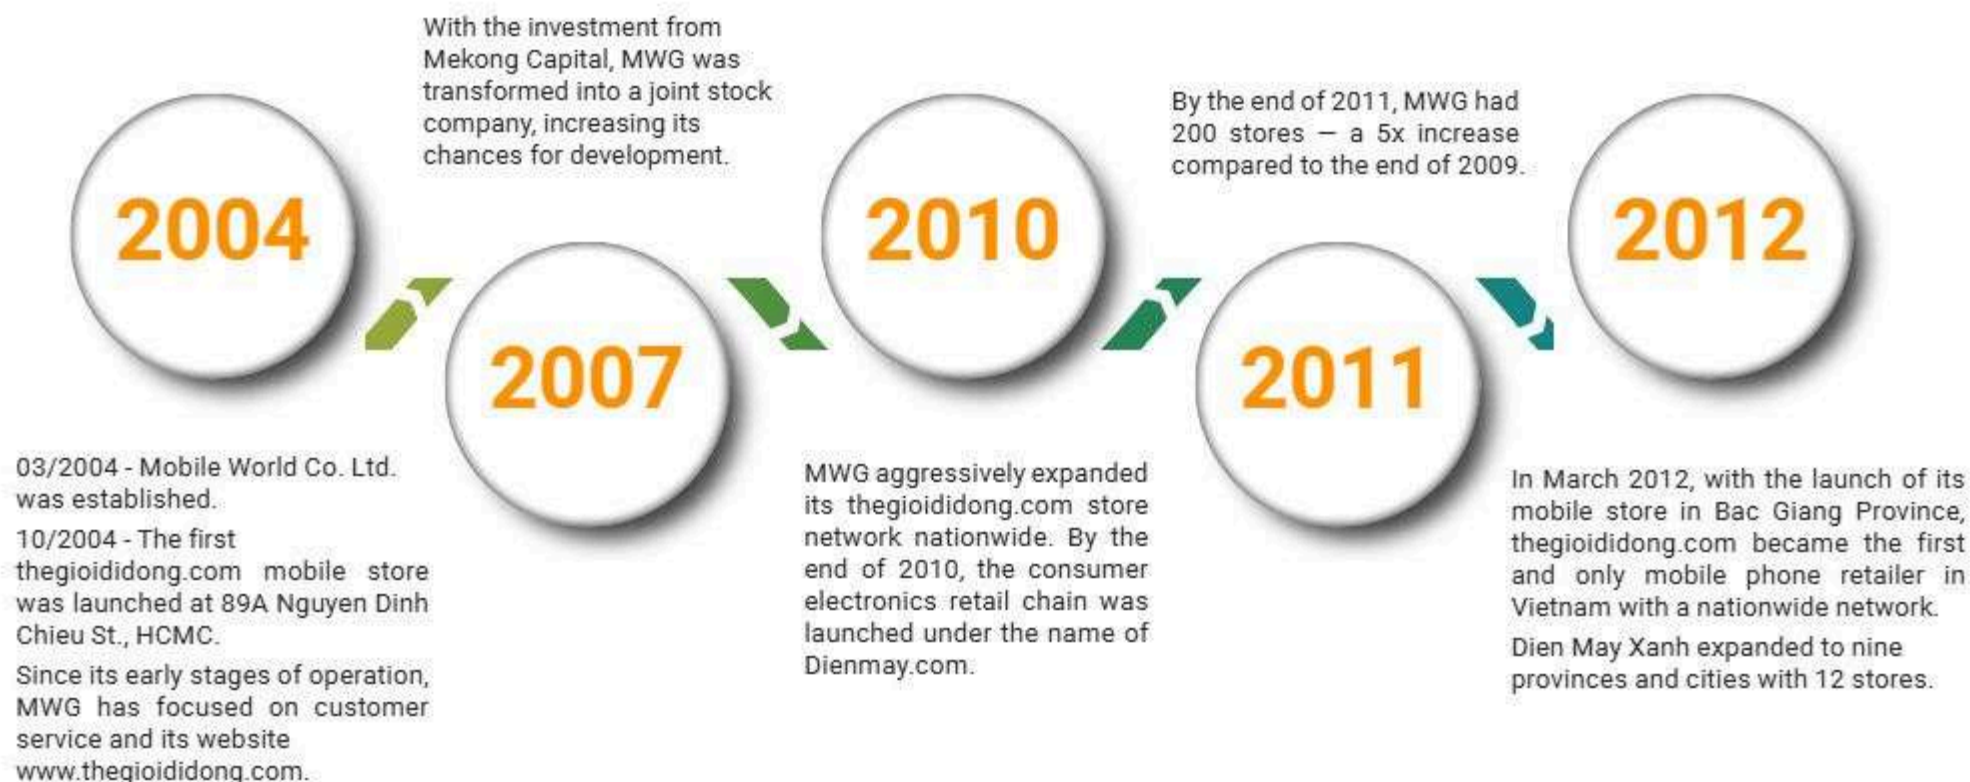 2004
03/2004 - Mobile World Co. Ltd.
was established.
10/2004 - The first
thegioididong.com mobile store
was launched at 89A Nguyen Dinh
Chieu St., HCMC.
Since its early stages of operation,
MWG has focused on customer
service and its website
www.thegioididong.com.
With the investment from
Mekong Capital, MWG was
transformed into a joint stock
company, increasing its
chances for development.
2007
2010
MWG aggressively expanded
its thegioididong.com store
network nationwide. By the
end of 2010, the consumer
electronics retail chain was
launched under the name of
Dienmay.com.
By the end of 2011, MWG had
200 stores – a 5x increase
compared to the end of 2009.
2011
2012
In March 2012, with the launch of its
mobile store in Bac Giang Province,
thegioididong.com became the first
and only mobile phone retailer in
Vietnam with a nationwide network.
Dien May Xanh expanded to nine
provinces and cities with 12 stores.